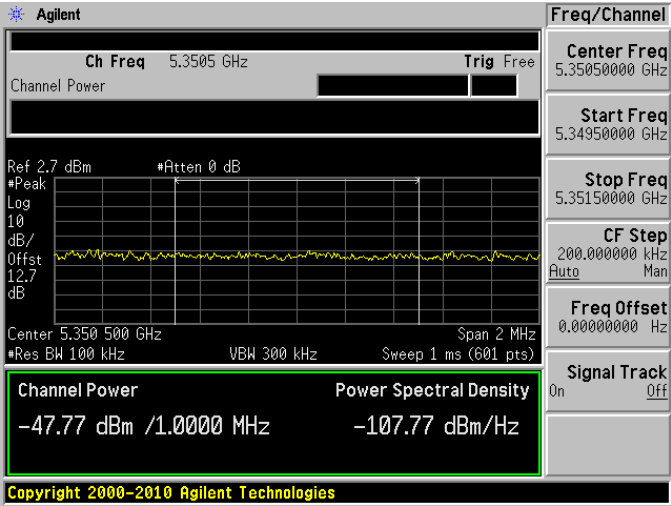 Agilent
Freq/Channel
Ch Freq 5.3505 GHz Trig Free
Channel Power
Center Freq
5.35050000 GHz
Start Freq
5.34950000 GHz
Stop Freq
5.35150000 GHz
CF Step
200.000000 kHz
Auto Man
Freq Offset
0.00000000 Hz
Signal Track
On Off
Ref 2.7 dBm #Atten 0 dB
#Peak
Log
10
dB/
Offst
12.7
dB
Center 5.350 500 GHz Span 2 MHz
#Res BW 100 kHz VBW 300 kHz Sweep 1 ms (601 pts)
Channel Power Power Spectral Density
-47.77 dBm /1.0000 MHz -107.77 dBm/Hz
Copyright 2000-2010 Agilent Technologies